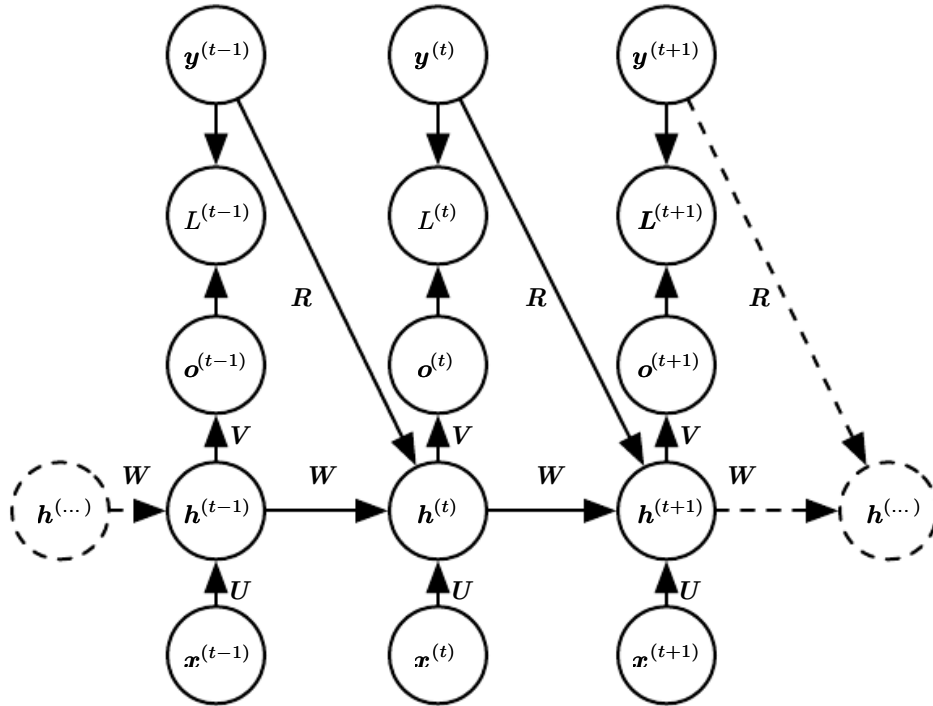 y^(t−1) y^(t) y^(t+1)
L^(t−1) L^(t) L^(t+1)
R R R
o^(t−1) o^(t) o^(t+1)
V V V
W W W W
h^(...) h^(t−1) h^(t) h^(t+1) h^(...)
U U U
x^(t−1) x^(t) x^(t+1)